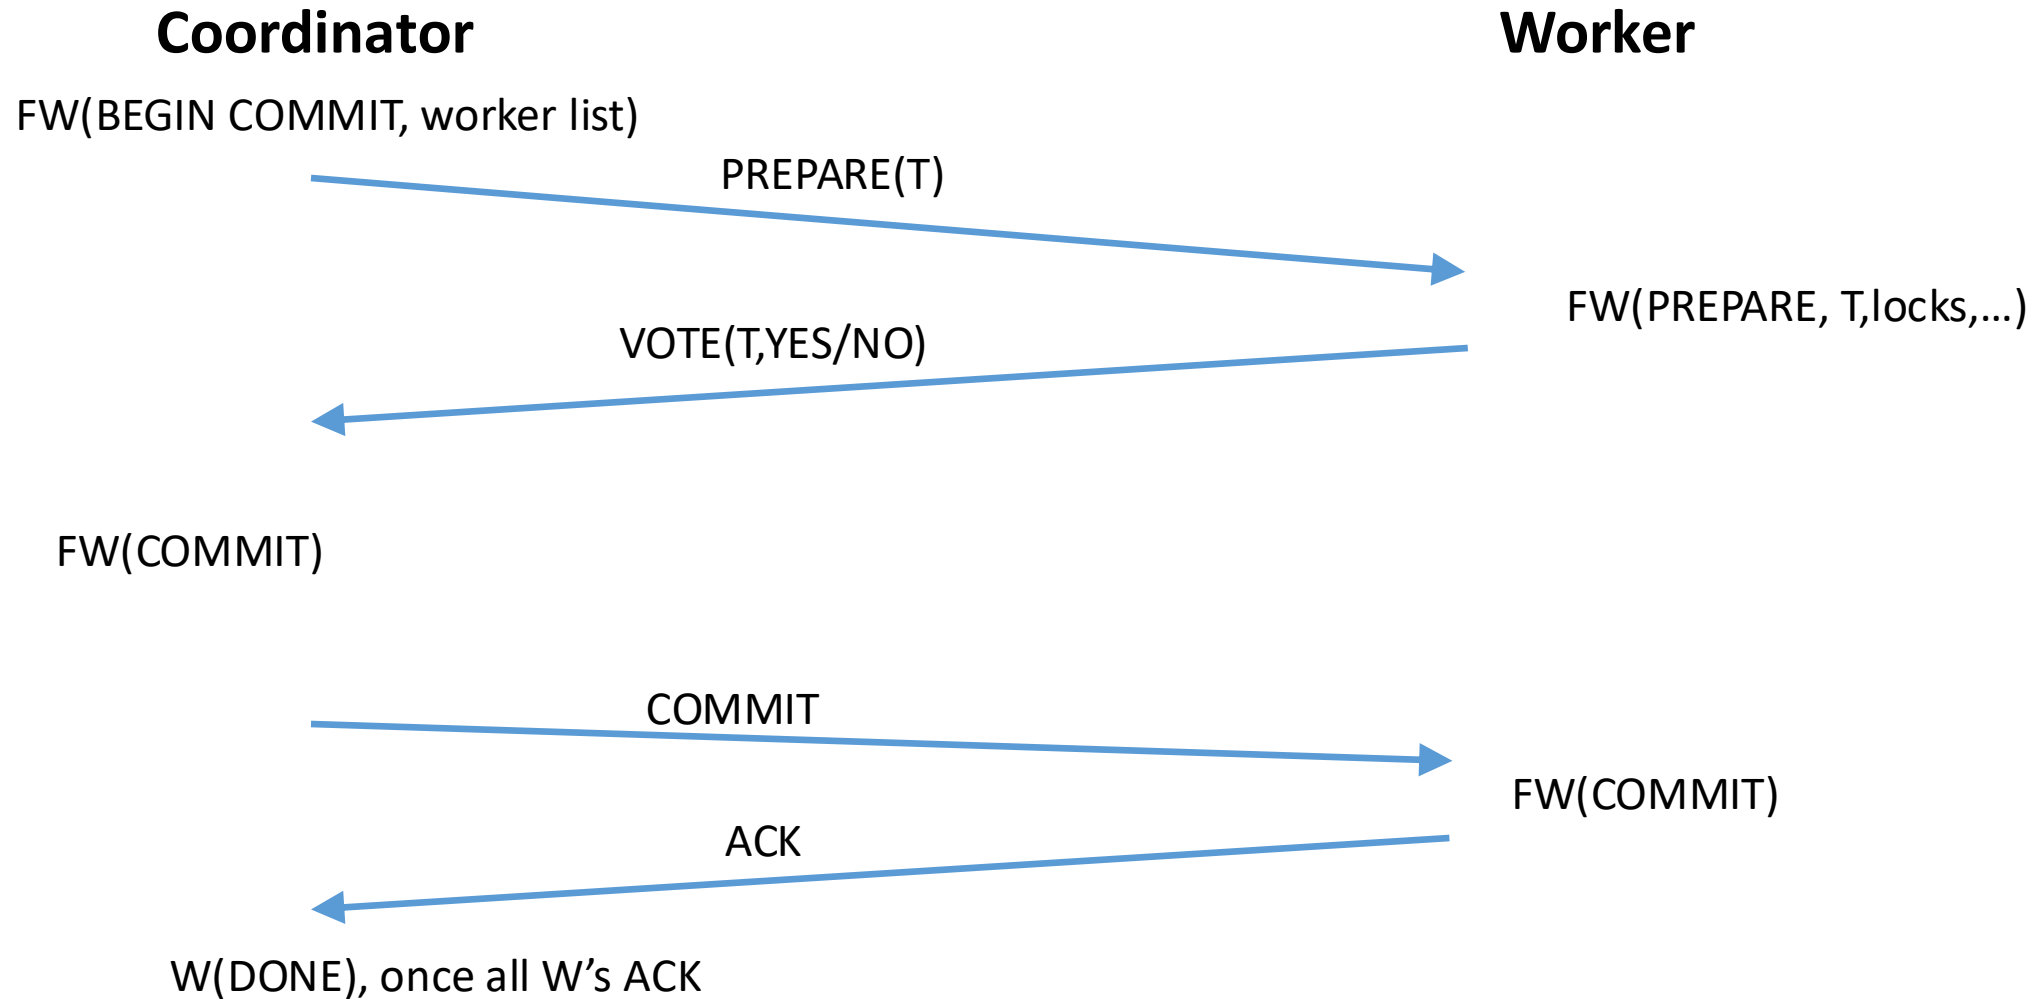 Coordinator
Worker
FW(BEGIN COMMIT, worker list)
PREPARE(T)
FW(PREPARE, T,locks,…)
VOTE(T,YES/NO)
FW(COMMIT)
COMMIT
FW(COMMIT)
ACK
W(DONE), once all W’s ACK